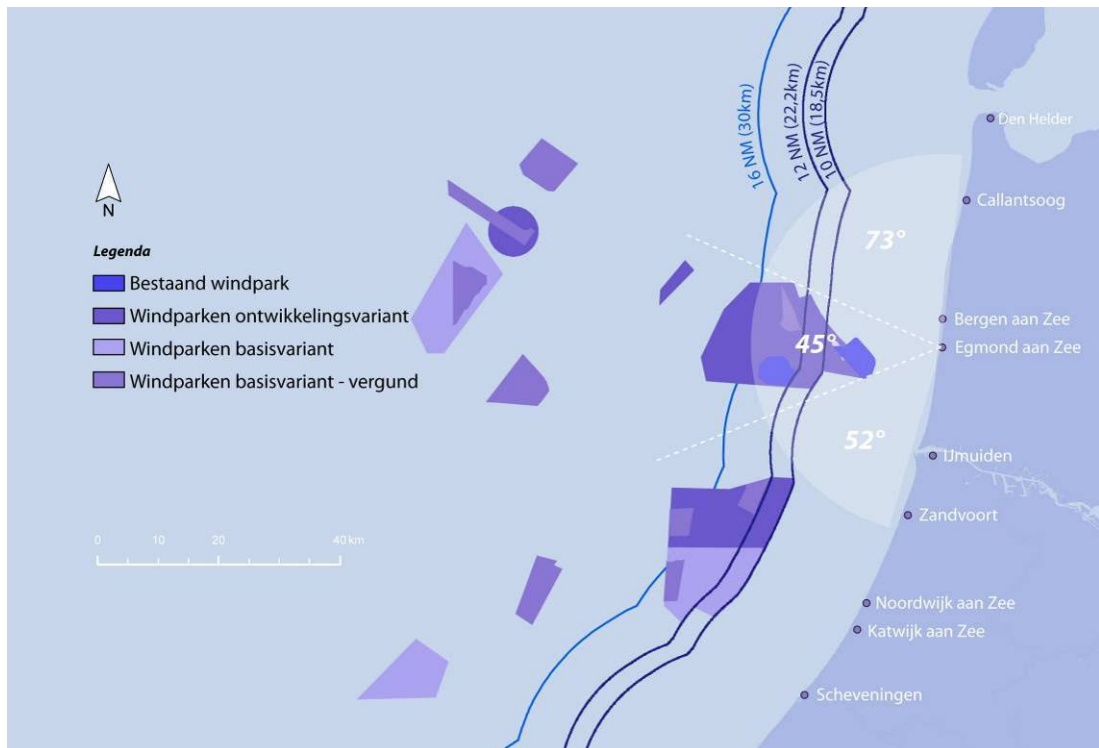 16 NM (30km)
12 NM (22,2km)
10 NM (18,5km)
Den Helder
N
Callantsoog
73°
Legenda
Bestaand windpark
Windparken ontwikkelingsvariant
Windparken basisvariant
Windparken basisvariant - vergund
Bergen aan Zee
45°
Egmond aan Zee
52°
IJmuiden
Zandvoort
0 10 20 40 km
Noordwijk aan Zee
Katwijk aan Zee
Scheveningen